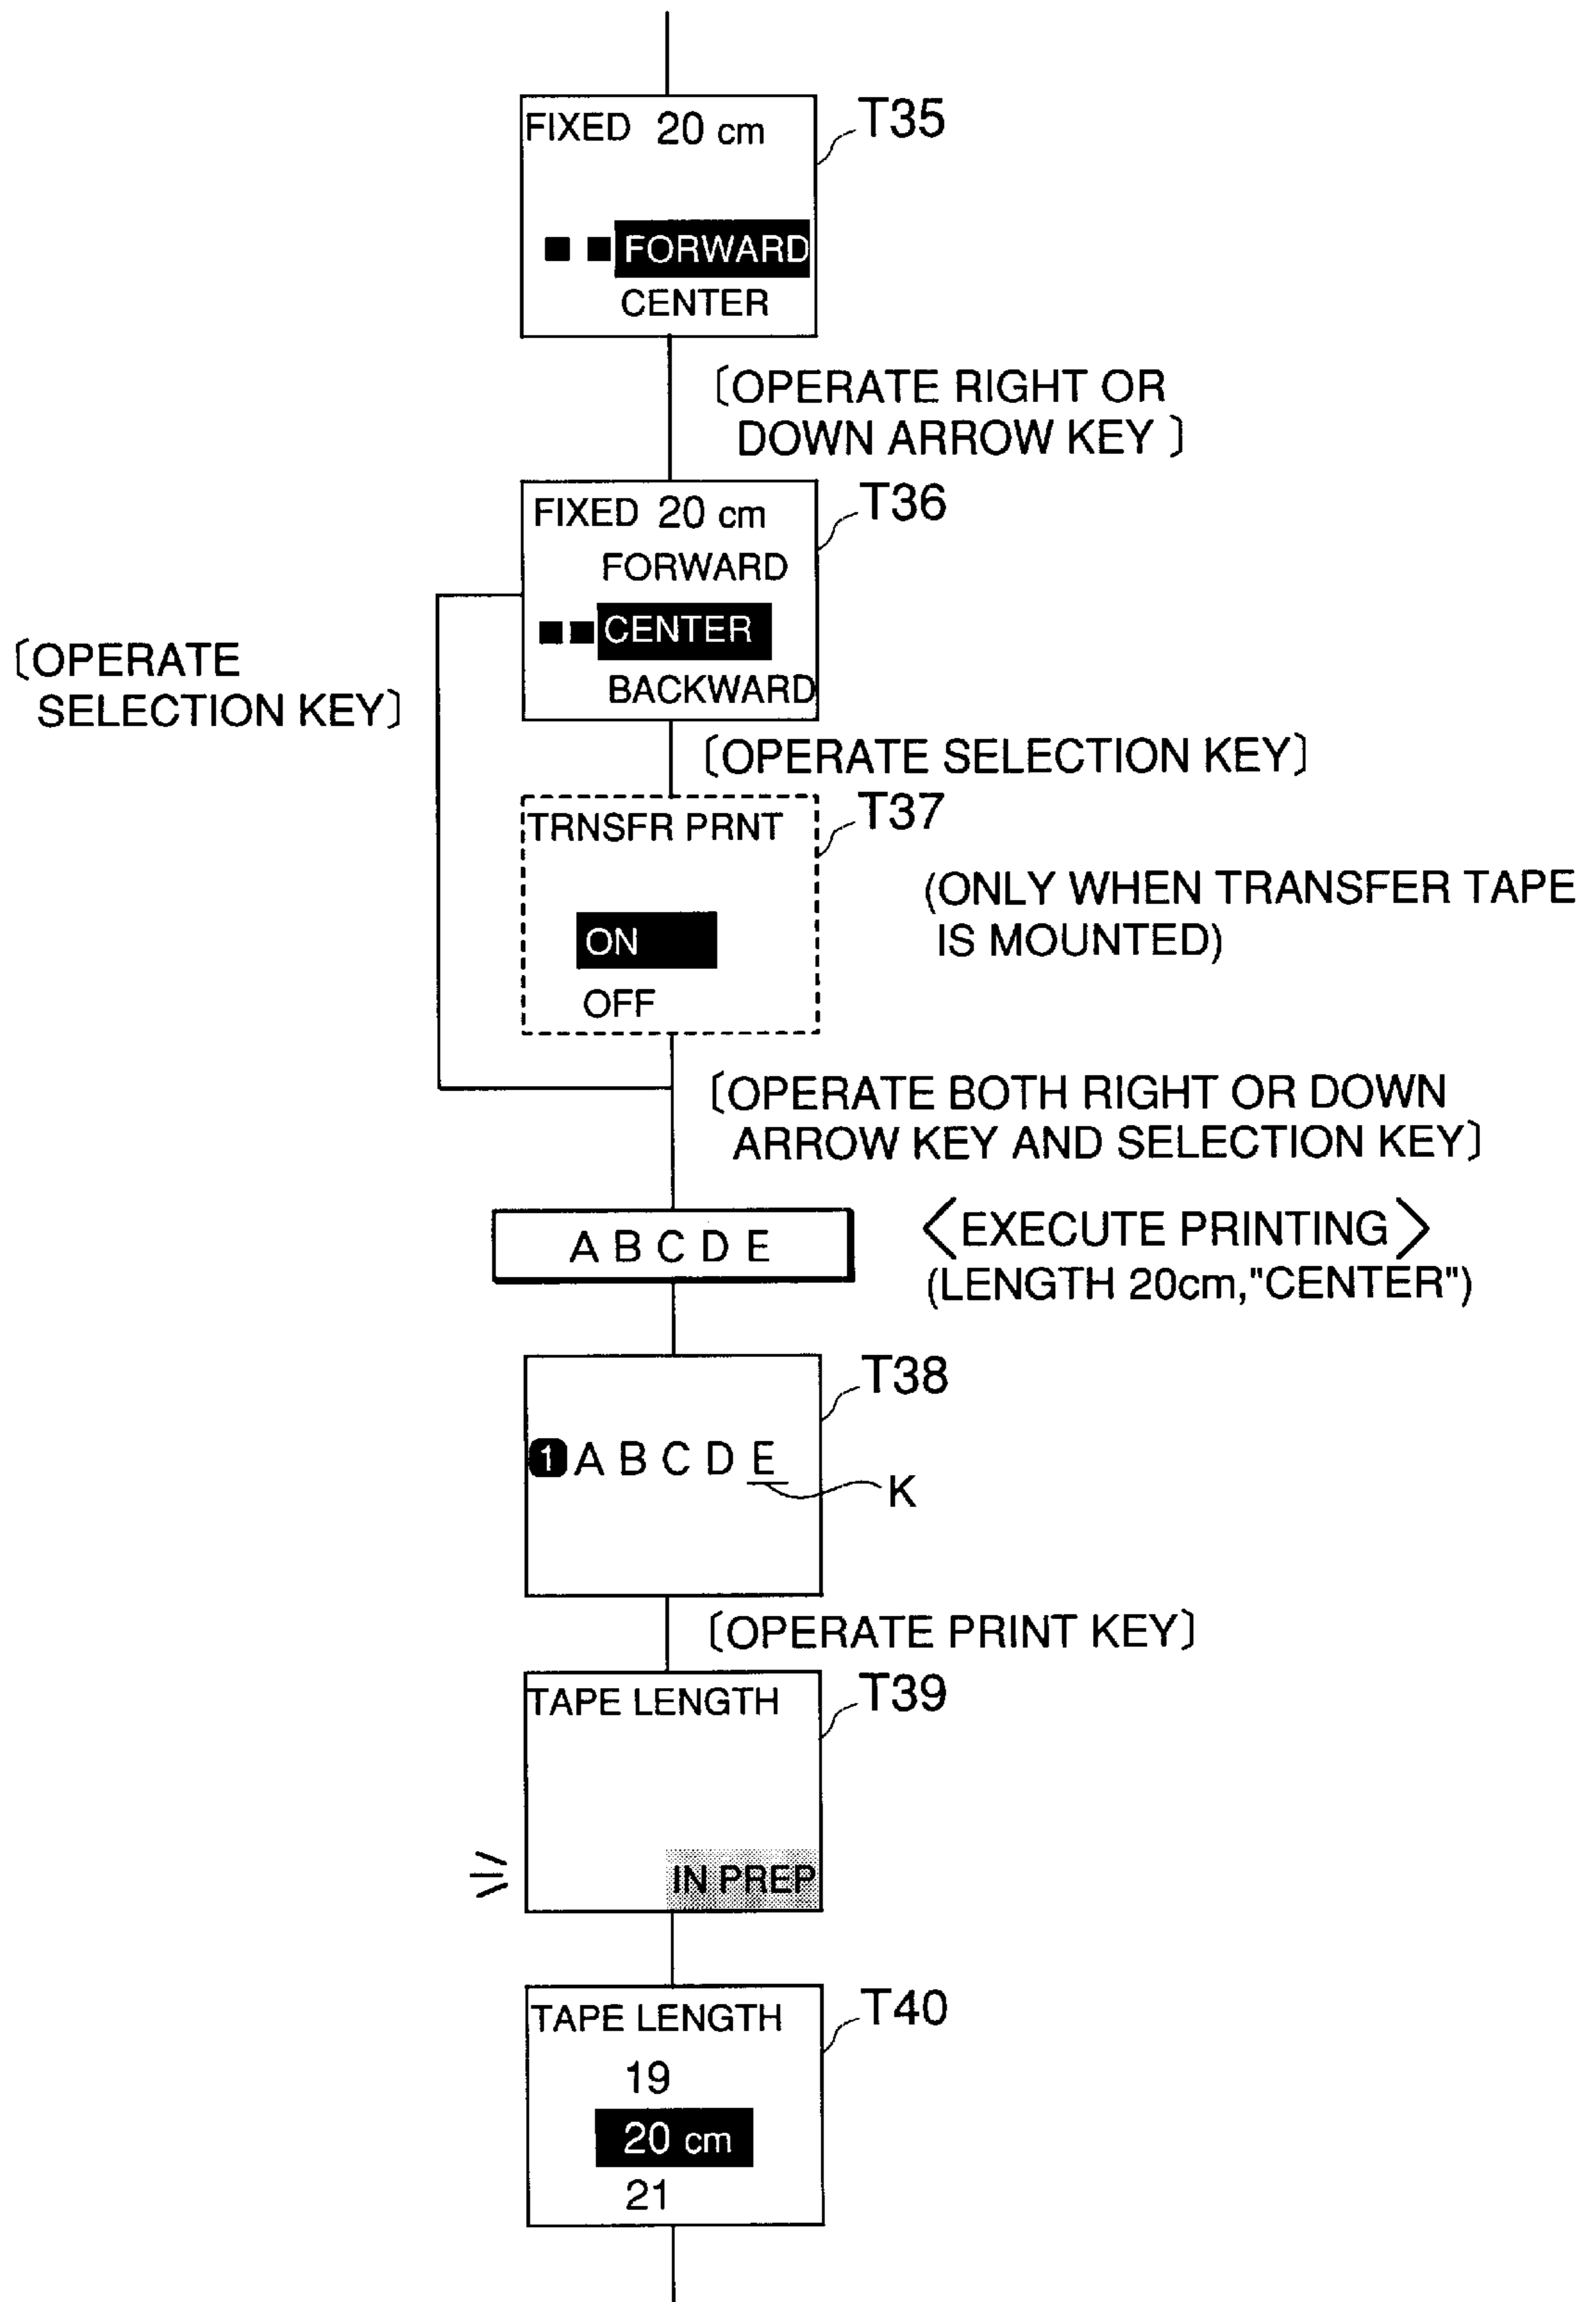 FIXED 20 cm
T35
■ ■ FORWARD
CENTER
〔OPERATE RIGHT OR
DOWN ARROW KEY 〕
FIXED 20 cm
T36
FORWARD
■■ CENTER
BACKWARD
〔OPERATE
SELECTION KEY〕
〔OPERATE SELECTION KEY〕
TRNSFR PRNT
T37
(ONLY WHEN TRANSFER TAPE
IS MOUNTED)
ON
OFF
〔OPERATE BOTH RIGHT OR DOWN
ARROW KEY AND SELECTION KEY〕
A B C D E
〈EXECUTE PRINTING〉
(LENGTH 20cm,"CENTER")
T38
1 A B C D E
K
〔OPERATE PRINT KEY〕
TAPE LENGTH
T39
IN PREP
TAPE LENGTH
T40
19
20 cm
21